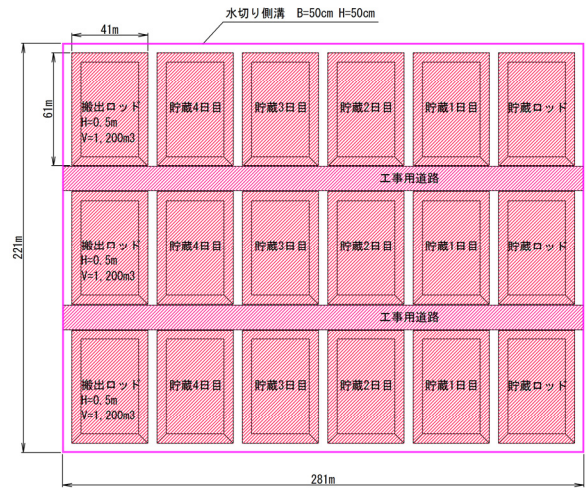 水切り側溝 B=50cm H=50cm
41m
61m
221m
搬出ロッド
H=0.5m
V=1,200m3
貯蔵4日目
貯蔵3日目
貯蔵2日目
貯蔵1日目
貯蔵ロッド
工事用道路
搬出ロッド
H=0.5m
V=1,200m3
貯蔵4日目
貯蔵3日目
貯蔵2日目
貯蔵1日目
貯蔵ロッド
工事用道路
搬出ロッド
H=0.5m
V=1,200m3
貯蔵4日目
貯蔵3日目
貯蔵2日目
貯蔵1日目
貯蔵ロッド
281m